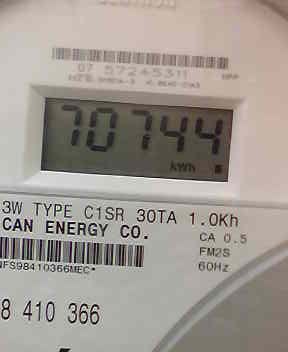 07 57245311
70744
kWh
3W TYPE C1SR 30TA 1.0Kh
CAN ENERGY CO.
CA 0.5
FM2S
60Hz
NFS98410366MEC*
8 410 366